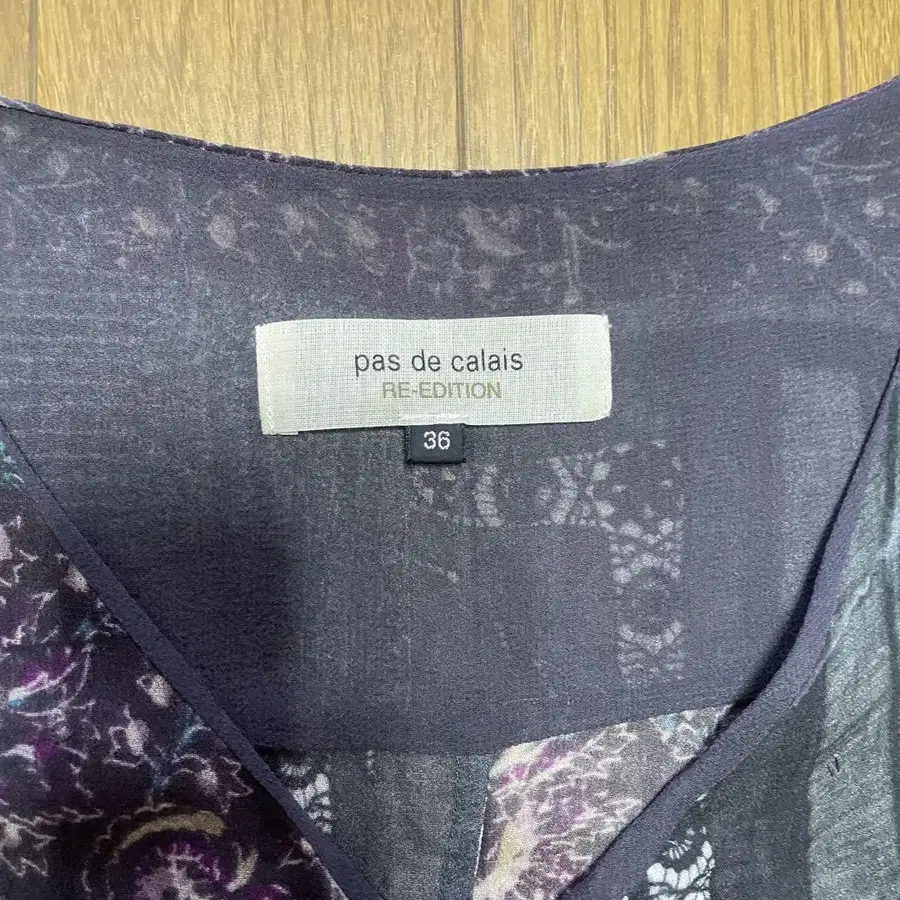 pas de calais
RE-EDITION
36